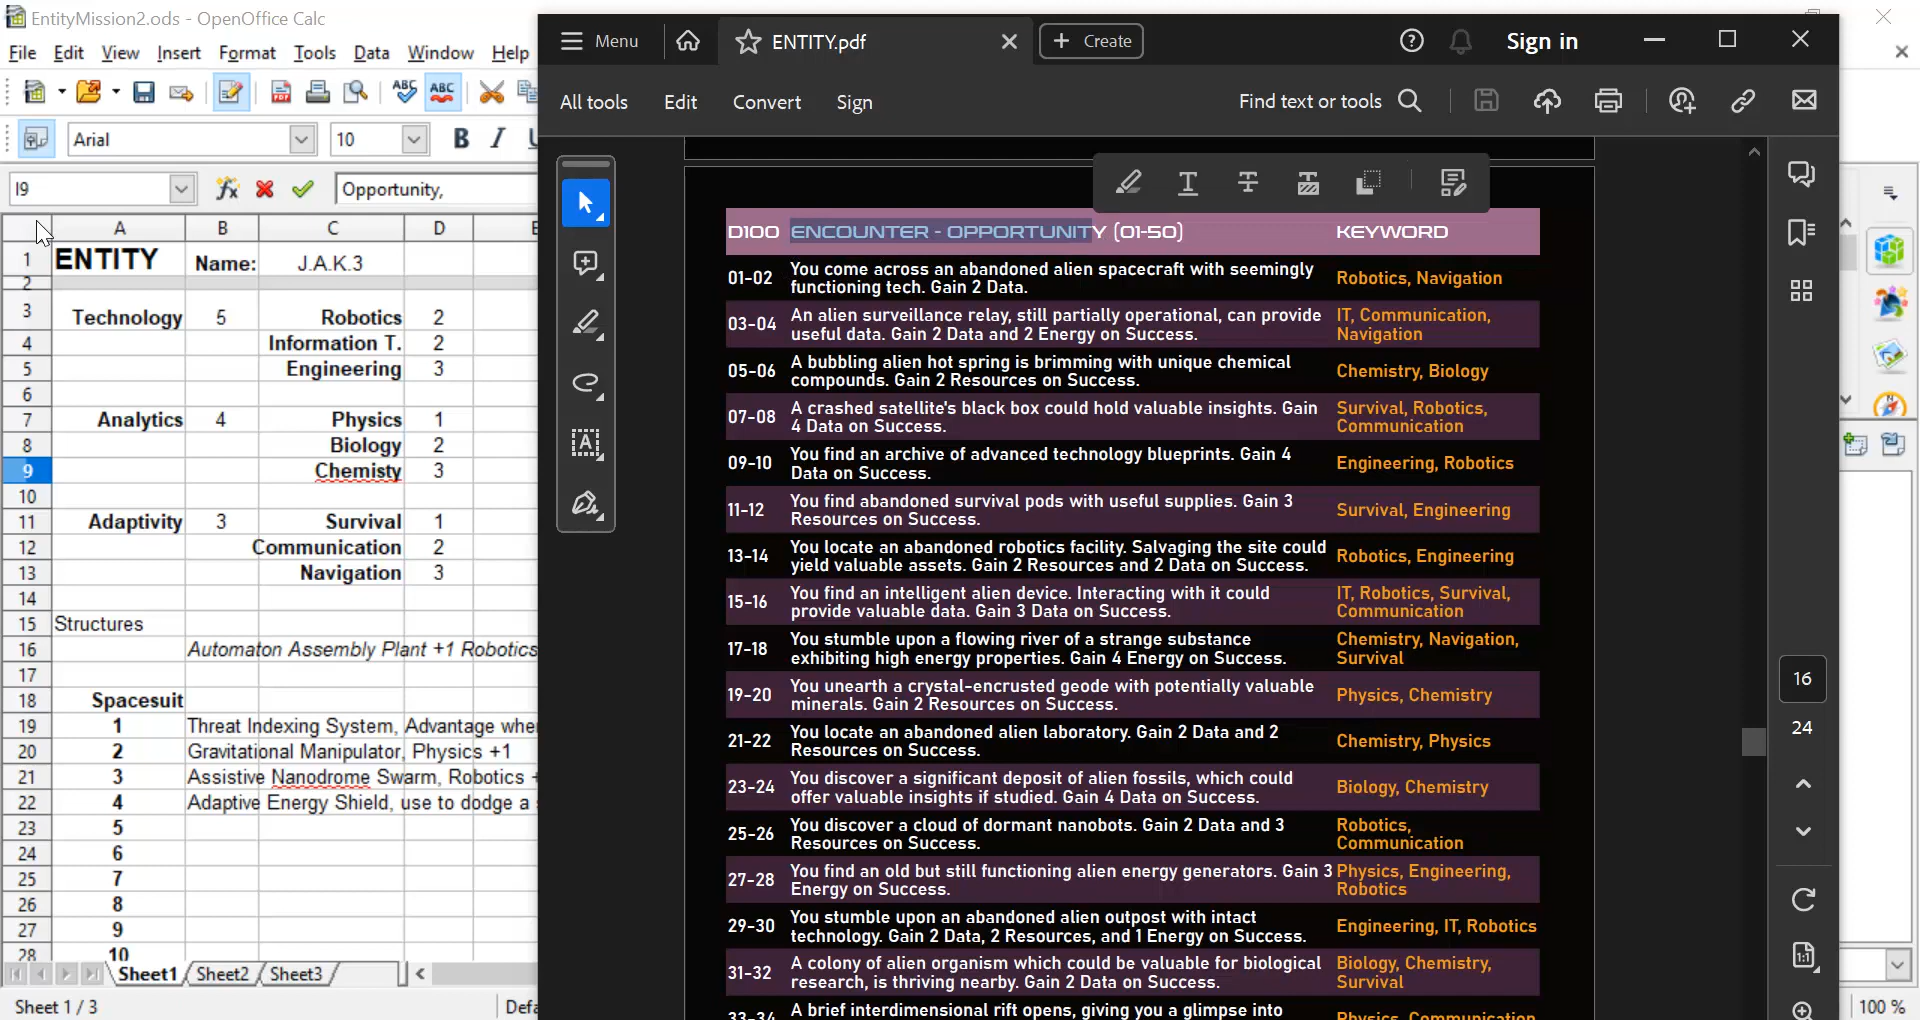 EntityMission2.ods - OpenOffice Calc
File Edit View Insert Format Tools Data Window Help
Arial 10 B I U
I9 Opportunity,
A B C D E
1 ENTITY Name: J.A.K.3
2
3 Technology 5 Robotics 2
4 Information T. 2
5 Engineering 3
6
7 Analytics 4 Physics 1
8 Biology 2
9 Chemisty 3
10
11 Adaptivity 3 Survival 1
12 Communication 2
13 Navigation 3
14
15 Structures
16 Automaton Assembly Plant +1 Robotics
17
18 Spacesuit
19 1 Threat Indexing System, Advantage whe
20 2 Gravitational Manipulator, Physics +1
21 3 Assistive Nanodrome Swarm, Robotics +
22 4 Adaptive Energy Shield, use to dodge a
23 5
24 6
25 7
26 8
27 9
28 10
Sheet1 Sheet2 Sheet3
Sheet 1 / 3 Defa
100 %
Menu ENTITY.pdf Create Sign in
All tools Edit Convert Sign Find text or tools
D100 ENCOUNTER - OPPORTUNITY (01-50) KEYWORD
01-02 You come across an abandoned alien spacecraft with seemingly
functioning tech. Gain 2 Data.
Robotics, Navigation
03-04 An alien surveillance relay, still partially operational, can provide
useful data. Gain 2 Data and 2 Energy on Success.
IT, Communication,
Navigation
05-06 A bubbling alien hot spring is brimming with unique chemical
compounds. Gain 2 Resources on Success.
Chemistry, Biology
07-08 A crashed satellite's black box could hold valuable insights. Gain
4 Data on Success.
Survival, Robotics,
Communication
09-10 You find an archive of advanced technology blueprints. Gain 4
Data on Success.
Engineering, Robotics
11-12 You find abandoned survival pods with useful supplies. Gain 3
Resources on Success.
Survival, Engineering
13-14 You locate an abandoned robotics facility. Salvaging the site could
yield valuable assets. Gain 2 Resources and 2 Data on Success.
Robotics, Engineering
15-16 You find an intelligent alien device. Interacting with it could
provide valuable data. Gain 3 Data on Success.
IT, Robotics, Survival,
Communication
17-18 You stumble upon a flowing river of a strange substance
exhibiting high energy properties. Gain 4 Energy on Success.
Chemistry, Navigation,
Survival
19-20 You unearth a crystal-encrusted geode with potentially valuable
minerals. Gain 2 Resources on Success.
Physics, Chemistry
21-22 You locate an abandoned alien laboratory. Gain 2 Data and 2
Resources on Success.
Chemistry, Physics
23-24 You discover a significant deposit of alien fossils, which could
offer valuable insights if studied. Gain 4 Data on Success.
Biology, Chemistry
25-26 You discover a cloud of dormant nanobots. Gain 2 Data and 3
Resources on Success.
Robotics,
Communication
27-28 You find an old but still functioning alien energy generators. Gain 3
Energy on Success.
Physics, Engineering,
Robotics
29-30 You stumble upon an abandoned alien outpost with intact
technology. Gain 2 Data, 2 Resources, and 1 Energy on Success.
Engineering, IT, Robotics
31-32 A colony of alien organism which could be valuable for biological
research, is thriving nearby. Gain 2 Data on Success.
Biology, Chemistry,
Survival
33-34 A brief interdimensional rift opens, giving you a glimpse into
Physics, Communication
16
24